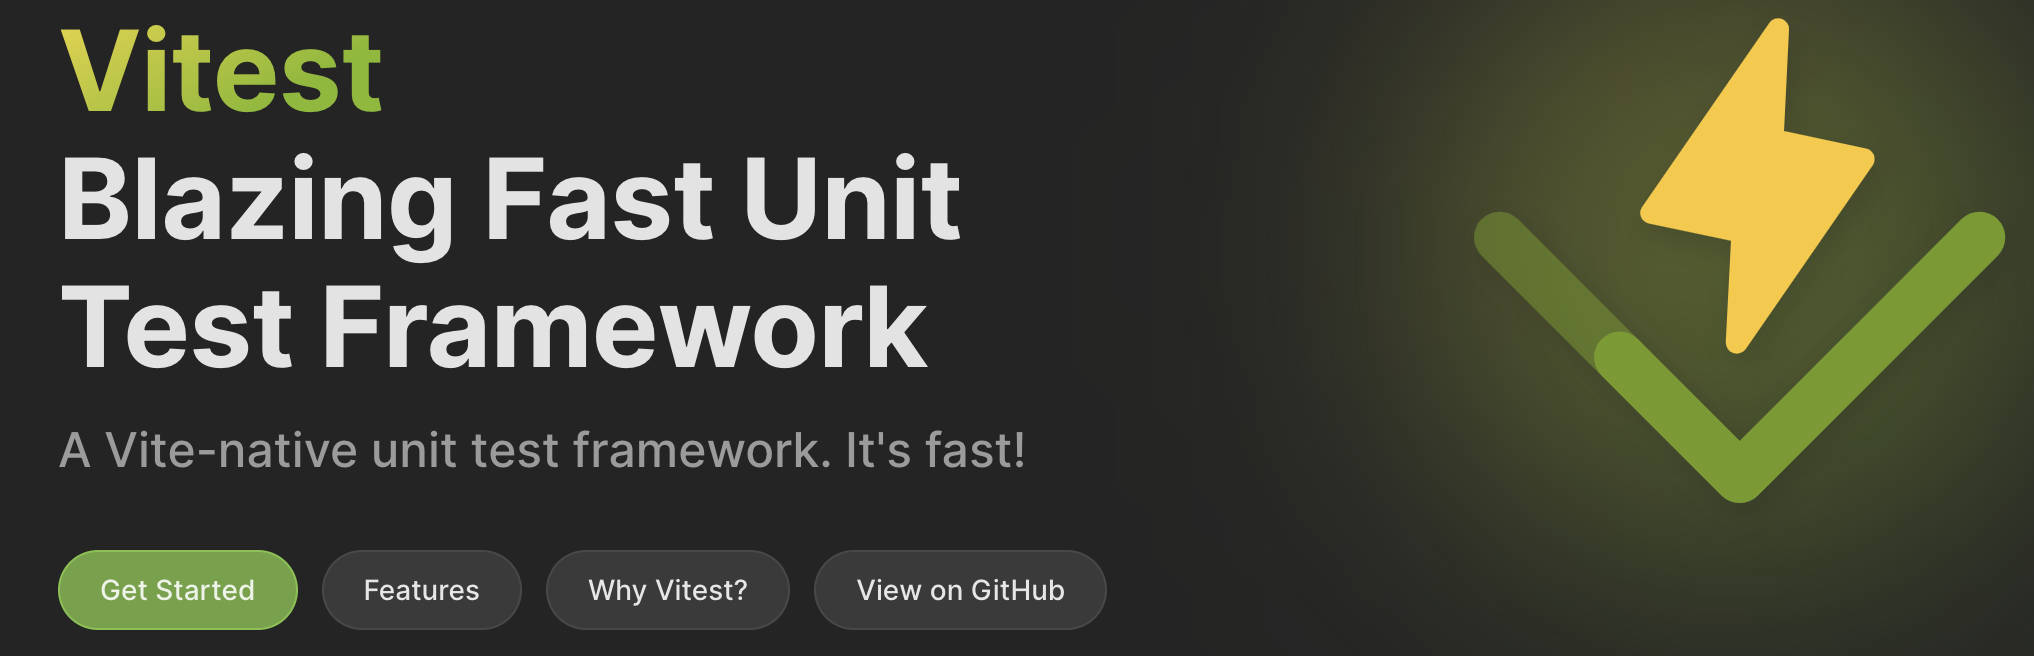 Vitest
Blazing Fast Unit
Test Framework
A Vite-native unit test framework. It's fast!
Get Started
Features
Why Vitest?
View on GitHub